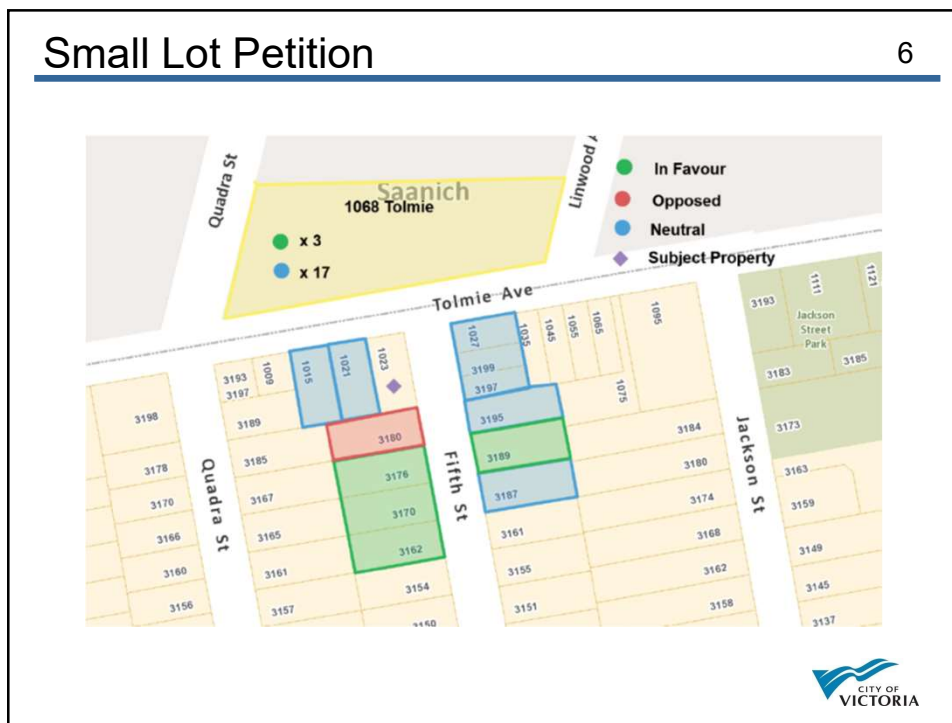 Small Lot Petition
6
Quadra St
Saanich
1068 Tolmie
x 3
x 17
Linwood A
In Favour
Opposed
Neutral
Subject Property
Tolmie Ave
3193
1111
1121
Jackson
Street
Park
3183
3185
3173
3198
3178
3170
3166
3160
3156
Quadra St
3193
3197
1009
1015
1021
1023
3189
3185
3167
3165
3161
3157
3180
3176
3170
3162
3154
3150
Fifth St
1027
3199
3197
1035
1045
1055
1065
1075
1095
3195
3189
3187
3161
3155
3151
3184
3180
3174
3168
3162
3158
Jackson St
3163
3159
3149
3145
3137
CITY OF
VICTORIA